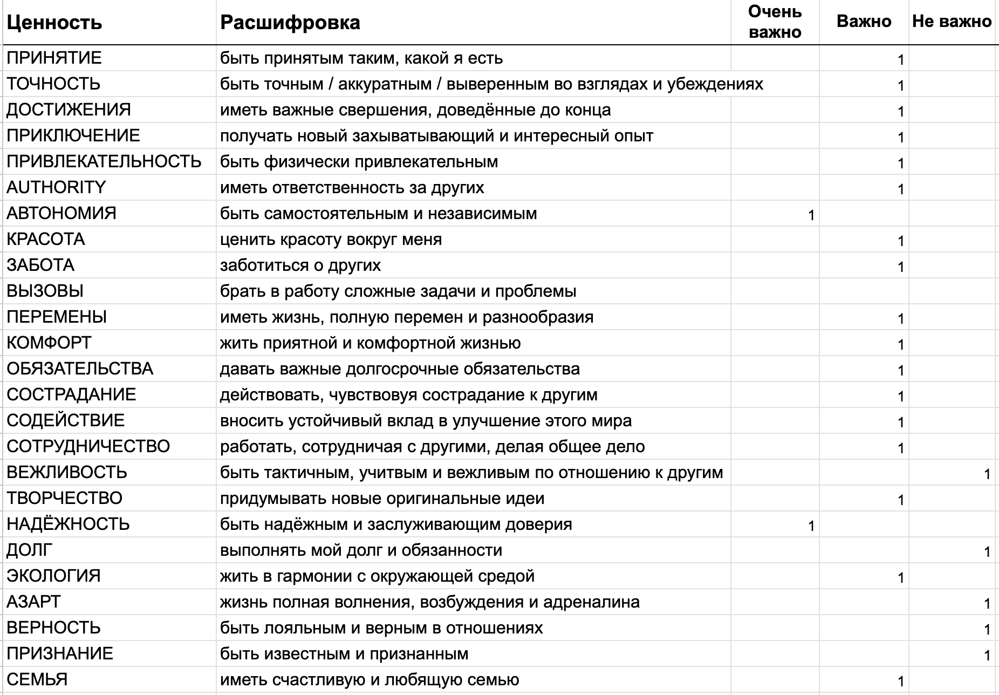 Ценность Расшифровка Очень важно Важно Не важно
ПРИНЯТИЕ быть принятым таким, какой я есть 1
ТОЧНОСТЬ быть точным / аккуратным / выверенным во взглядах и убеждениях 1
ДОСТИЖЕНИЯ иметь важные свершения, доведённые до конца 1
ПРИКЛЮЧЕНИЕ получать новый захыватывающий и интересный опыт 1
ПРИВЛЕКАТЕЛЬНОСТЬ быть физически привлекательным 1
AUTHORITY иметь ответственность за других 1
АВТОНОМИЯ быть самостоятельным и независимым 1
КРАСОТА ценить красоту вокруг меня 1
ЗАБОТА заботиться о других 1
ВЫЗОВЫ брать в работу сложные задачи и проблемы
ПЕРЕМЕНЫ иметь жизнь, полную перемен и разнообразия 1
КОМФОРТ жить приятной и комфортной жизнью 1
ОБЯЗАТЕЛЬСТВА давать важные долгосрочные обязательства 1
СОСТРАДАНИЕ действовать, чувствовуя сострадание к другим 1
СОДЕЙСТВИЕ вносить устойчивый вклад в улучшение этого мира 1
СОТРУДНИЧЕСТВО работать, сотрудничая с другими, делая общее дело 1
ВЕЖЛИВОСТЬ быть тактичным, учитвым и вежливым по отношению к другим 1
ТВОРЧЕСТВО придумывать новые оригинальные идеи 1
НАДЁЖНОСТЬ быть надёжным и заслуживающим доверия 1
ДОЛГ выполнять мой долг и обязанности 1
ЭКОЛОГИЯ жить в гармонии с окружающей средой 1
АЗАРТ жизнь полная волнения, возбуждения и адреналина 1
ВЕРНОСТЬ быть лояльным и верным в отношениях 1
ПРИЗНАНИЕ быть известным и признанным 1
СЕМЬЯ иметь счастливую и любящую семью 1